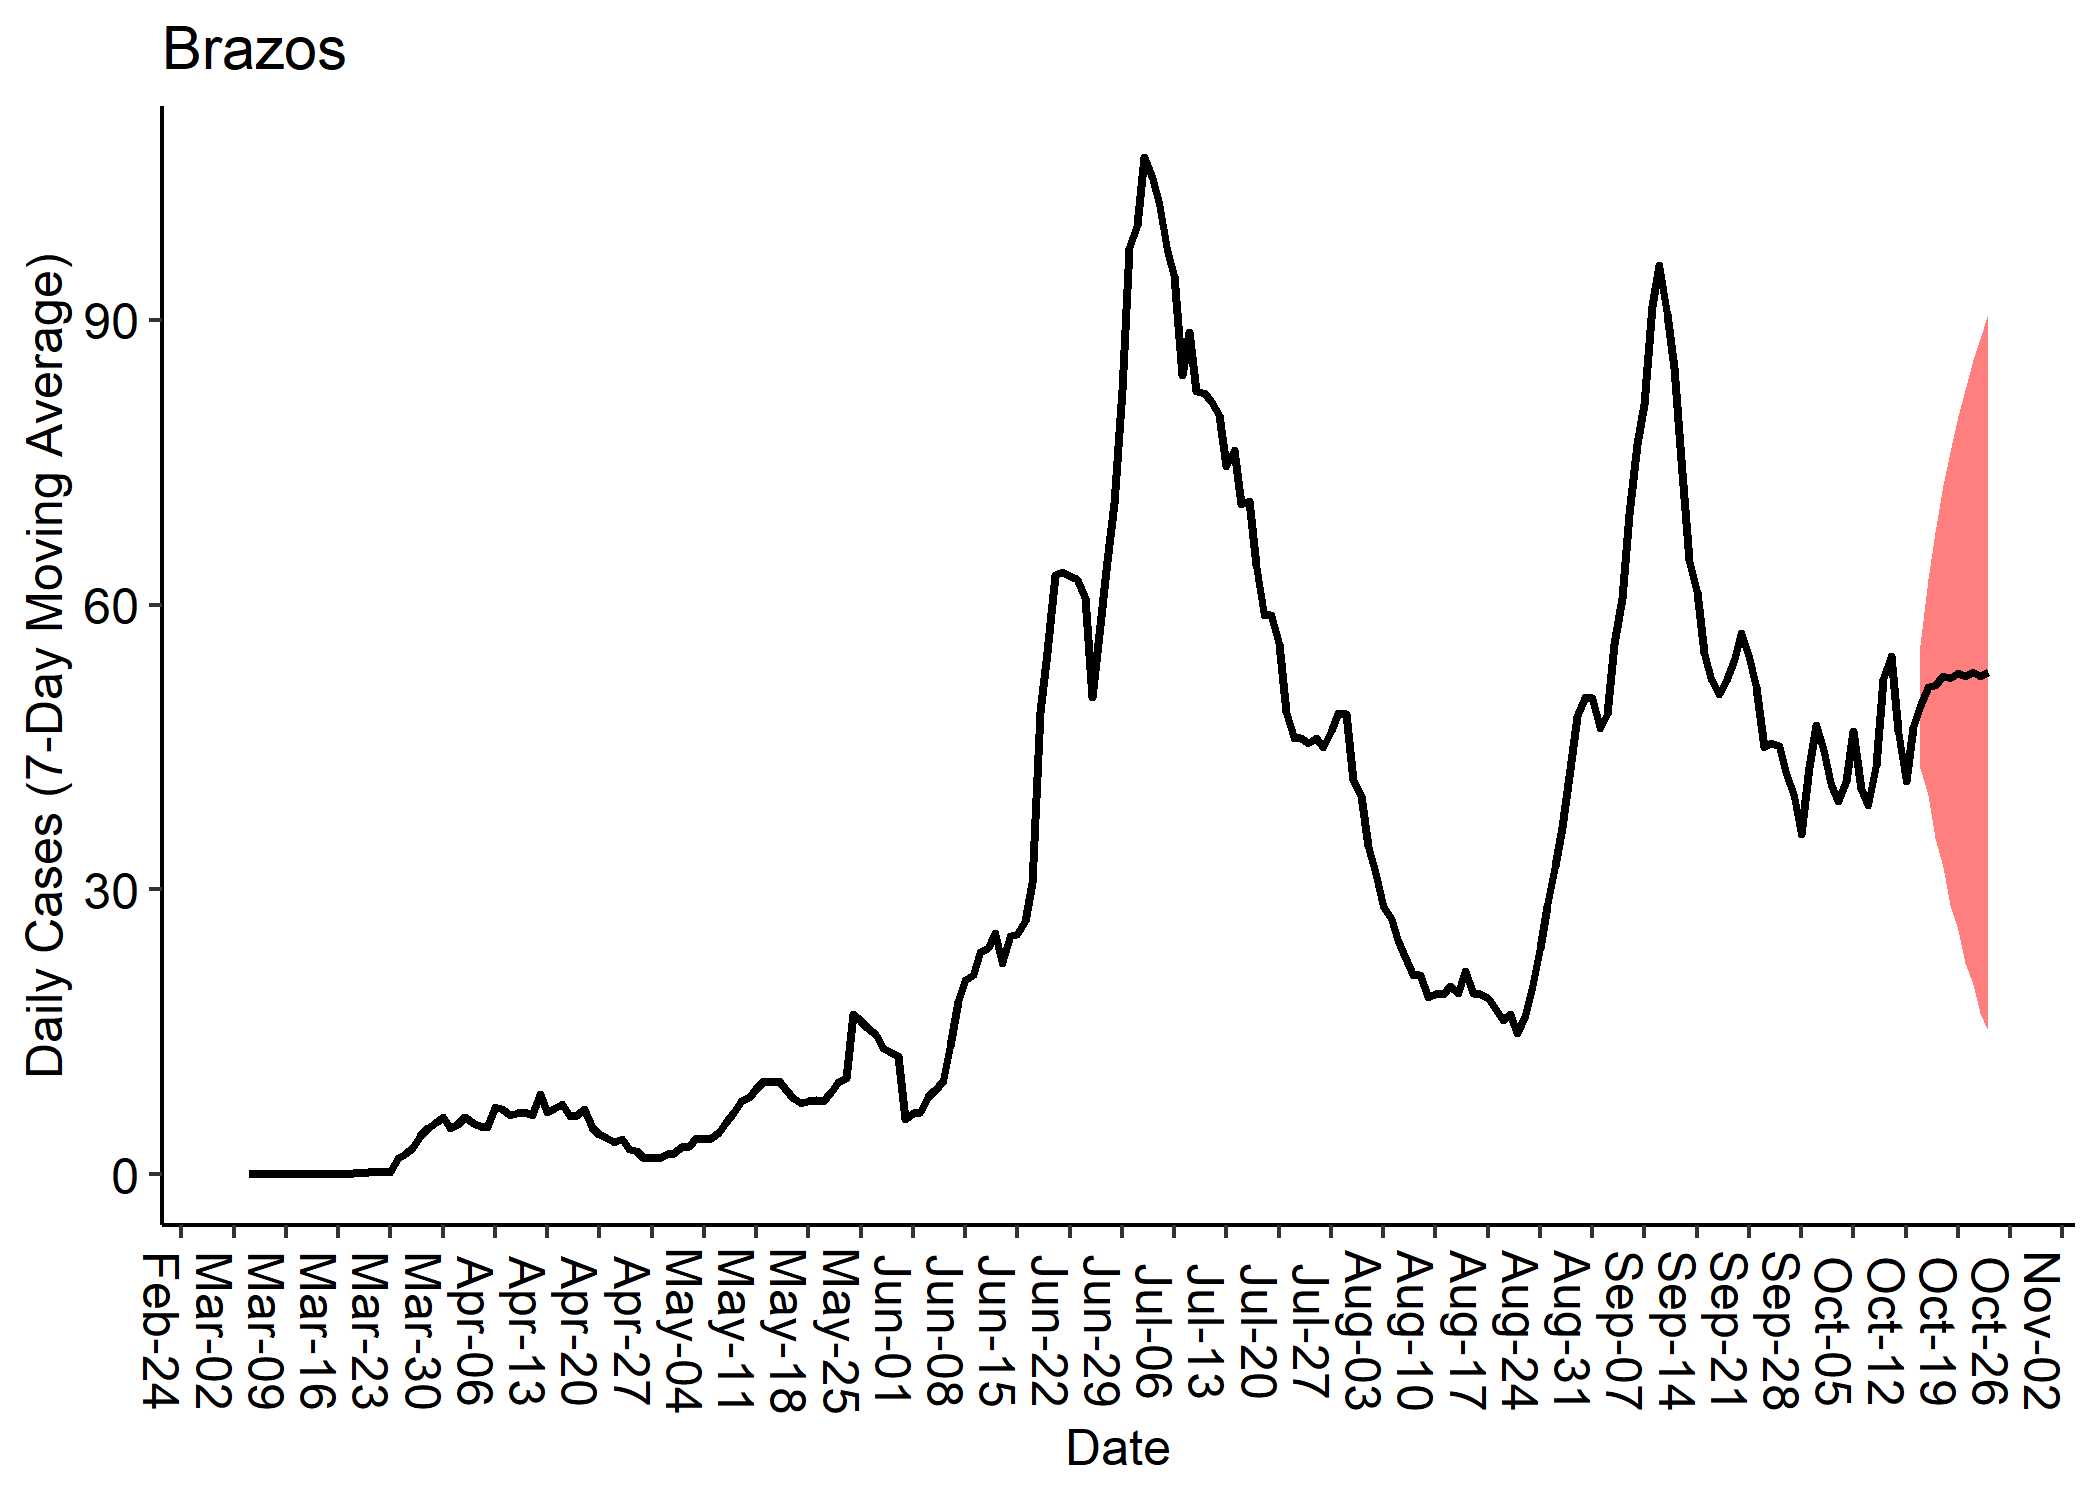 Brazos
Daily Cases (7-Day Moving Average)
90
60
30
0
Feb-24
Mar-02
Mar-09
Mar-16
Mar-23
Mar-30
Apr-06
Apr-13
Apr-20
Apr-27
May-04
May-11
May-18
May-25
Jun-01
Jun-08
Jun-15
Jun-22
Jun-29
Jul-06
Jul-13
Jul-20
Jul-27
Aug-03
Aug-10
Aug-17
Aug-24
Aug-31
Sep-07
Sep-14
Sep-21
Sep-28
Oct-05
Oct-12
Oct-19
Oct-26
Nov-02
Date